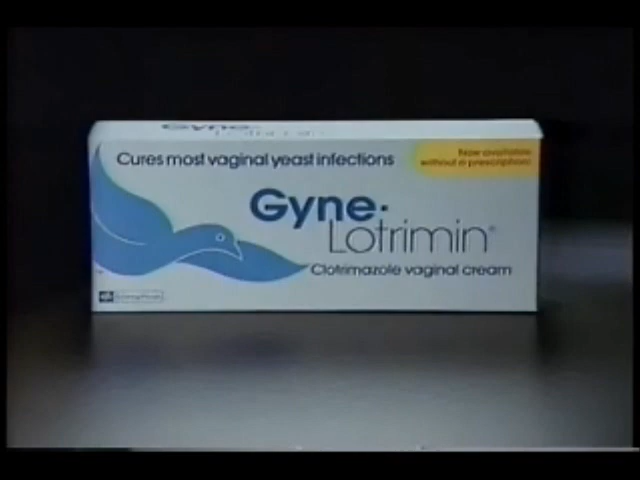 Cures most vaginal yeast infections
Now available
without a prescription
Gyne-
Lotrimin®
Clotrimazole vaginal cream